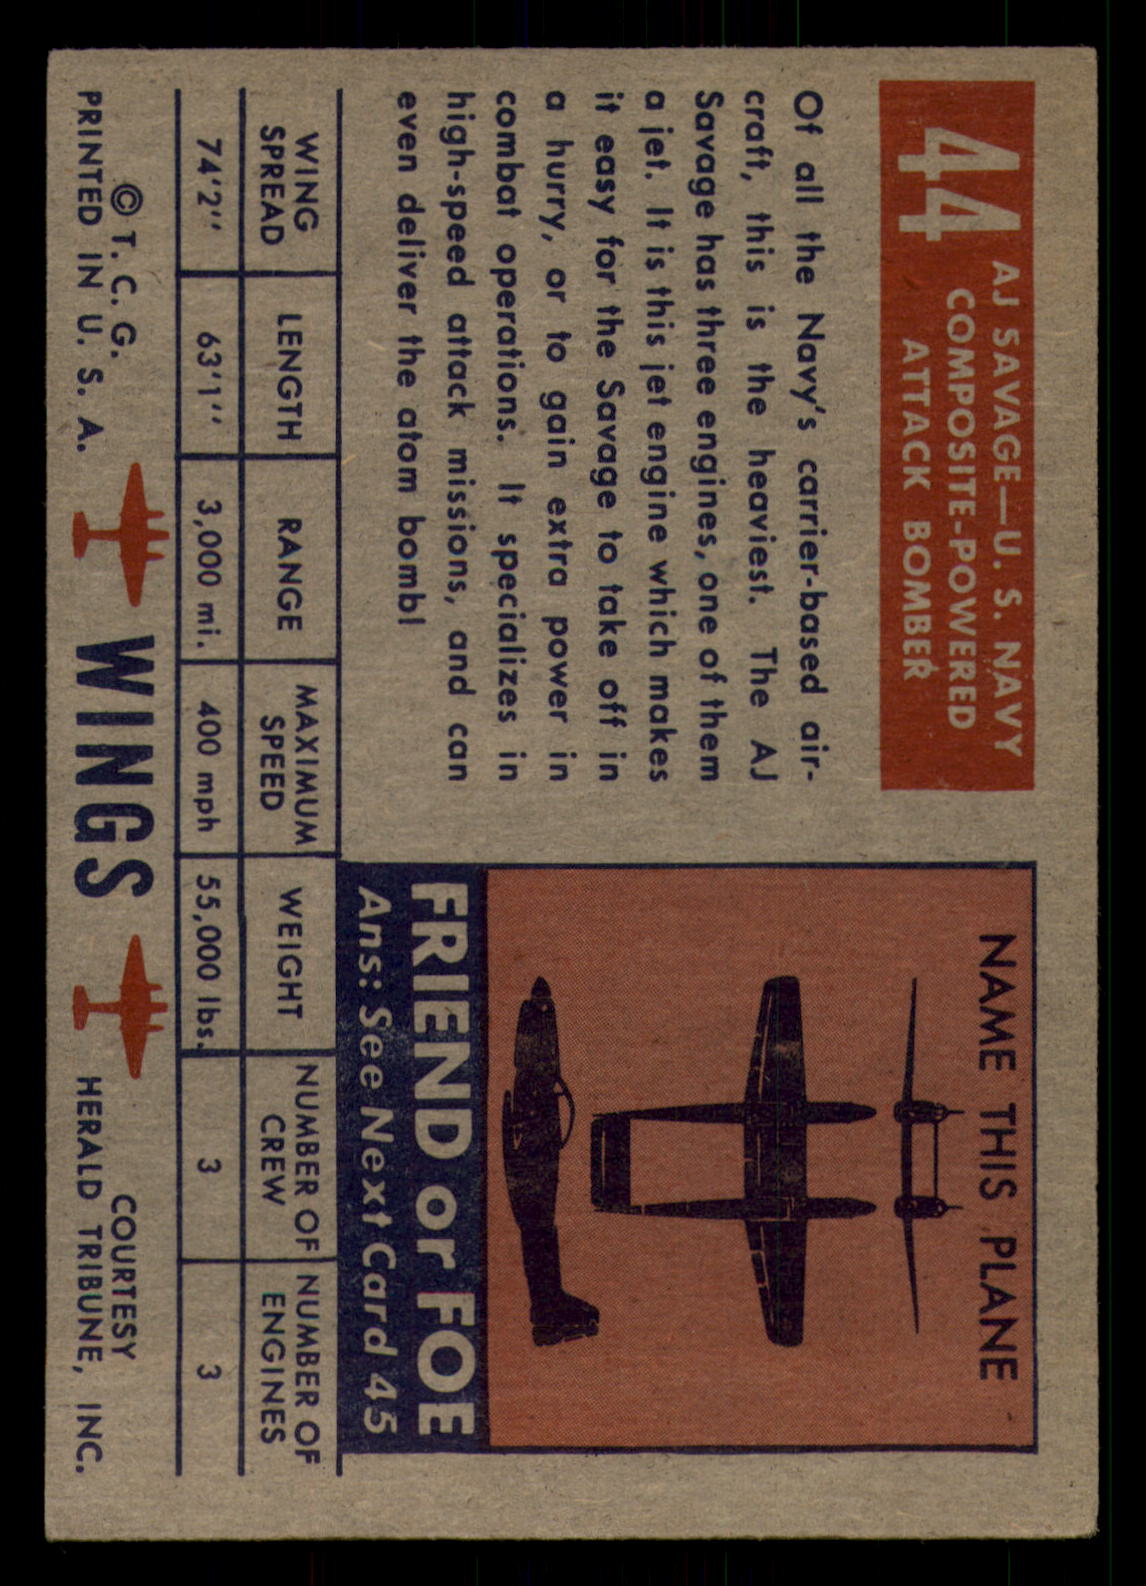 44
AJ SAVAGE—U. S. NAVY
COMPOSITE-POWERED
ATTACK BOMBER
Of all the Navy's carrier-based air-
craft, this is the heaviest. The AJ
Savage has three engines, one of them
a jet. It is this jet engine which makes
it easy for the Savage to take off in
a hurry, or to gain extra power in
combat operations. It specializes in
high-speed attack missions, and can
even deliver the atom bomb!
NAME THIS PLANE
FRIEND or FOE
Ans: See Next Card 45
WING SPREAD LENGTH RANGE MAXIMUM SPEED WEIGHT NUMBER OF CREW NUMBER OF ENGINES
74'2'' 63'1'' 3,000 mi. 400 mph 55,000 lbs. 3 3
© T. C. G.
PRINTED IN U. S. A.
WINGS
COURTESY
HERALD TRIBUNE, INC.